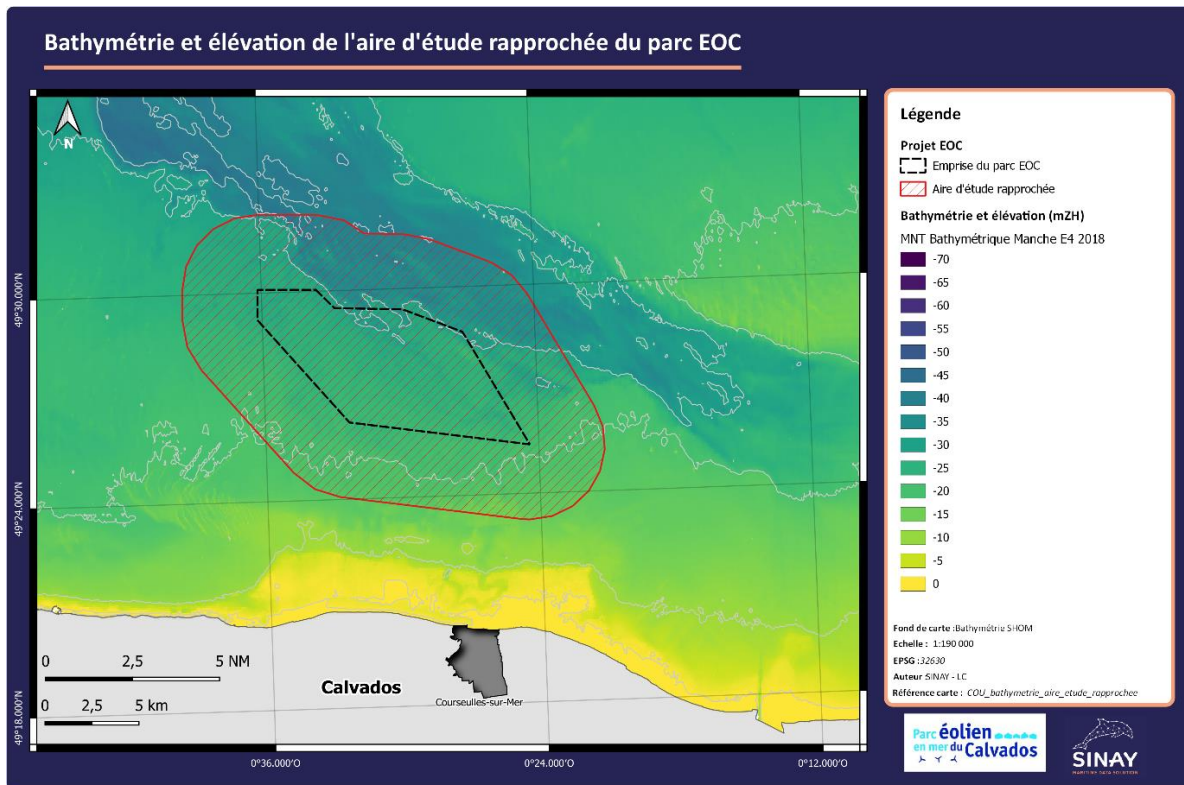 Bathymétrie et élévation de l'aire d'étude rapprochée du parc EOC
N
49°30.000'N
49°24.000'N
49°18.000'N
0 2,5 5 NM
0 2,5 5 km
Calvados
Courseulles-sur-Mer
0°36.000'O 0°24.000'O 0°12.000'O
Légende
Projet EOC
Emprise du parc EOC
Aire d'étude rapprochée
Bathymétrie et élévation (mZH)
MNT Bathymétrique Manche E4 2018
-70
-65
-60
-55
-50
-45
-40
-35
-30
-25
-20
-15
-10
-5
0
Fond de carte :Bathymétrie SHOM
Echelle : 1:190 000
EPSG :32630
Auteur SINAY - LC
Référence carte : COU_bathymetrie_aire_etude_rapprochee
Parc éolien
en mer du
Calvados
SINAY
MARITIME DATA SOLUTION